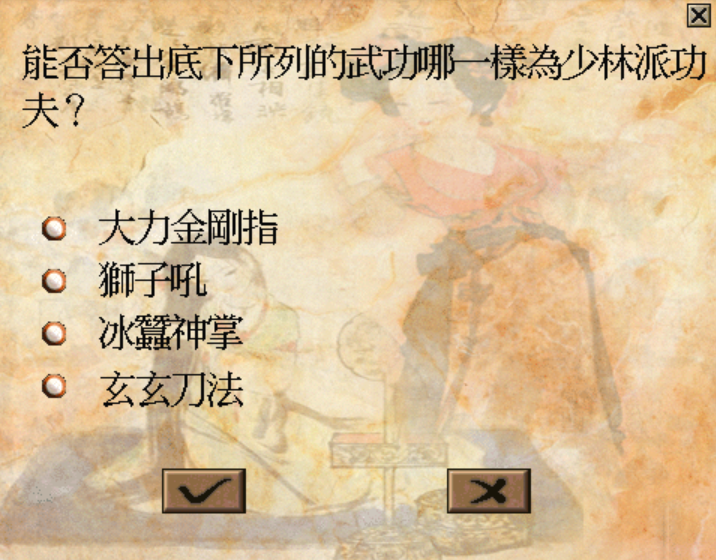 能否答出底下所列的武功哪一樣為少林派功
夫？
大力金剛指
獅子吼
冰蠶神掌
玄玄刀法